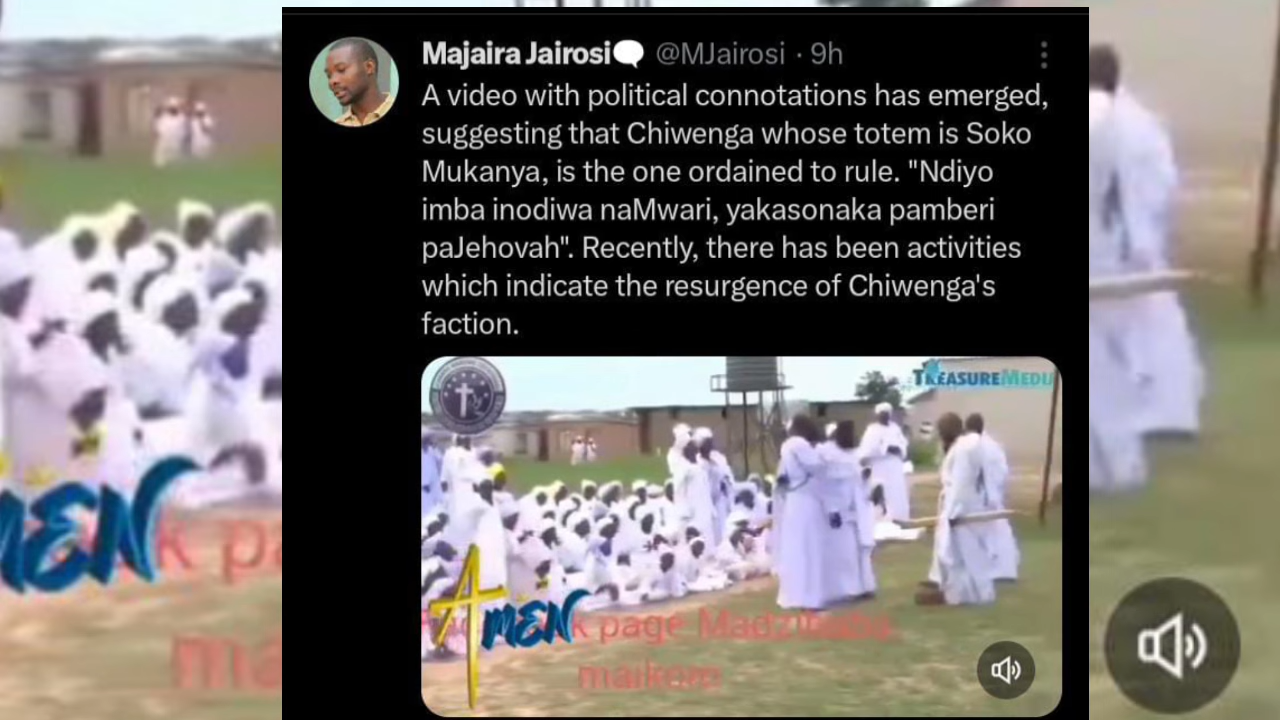 Majaira Jairosi @MJairosi · 9h
A video with political connotations has emerged,
suggesting that Chiwenga whose totem is Soko
Mukanya, is the one ordained to rule. "Ndiyo
imba inodiwa naMwari, yakasonaka pamberi
paJehovah". Recently, there has been activities
which indicate the resurgence of Chiwenga's
faction.
TREASUREMEDIA
AMEN
page Madzibaba
maikoro